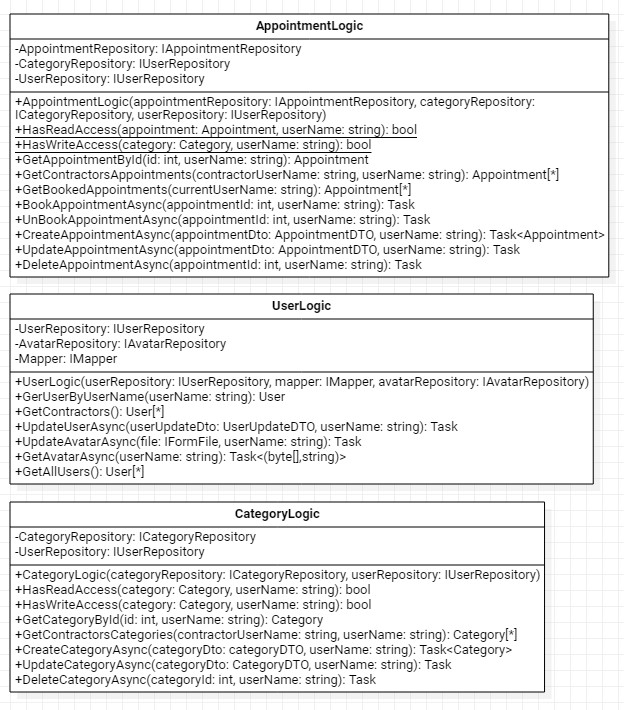 AppointmentLogic
-AppointmentRepository: IAppointmentRepository
-CategoryRepository: IUserRepository
-UserRepository: IUserRepository
+AppointmentLogic(appointmentRepository: IAppointmentRepository, categoryRepository:
ICategoryRepository, userRepository: IUserRepository)
+HasReadAccess(appointment: Appointment, userName: string): bool
+HasWriteAccess(category: Category, userName: string): bool
+GetAppointmentById(id: int, userName: string): Appointment
+GetContractorsAppointments(contractorUserName: string, userName: string): Appointment[*]
+GetBookedAppointments(currentUserName: string): Appointment[*]
+BookAppointmentAsync(appointmentId: int, userName: string): Task
+UnBookAppointmentAsync(appointmentId: int, userName: string): Task
+CreateAppointmentAsync(appointmentDto: AppointmentDTO, userName: string): Task<Appointment>
+UpdateAppointmentAsync(appointmentDto: AppointmentDTO, userName: string): Task
+DeleteAppointmentAsync(appointmentId: int, userName: string): Task
UserLogic
-UserRepository: IUserRepository
-AvatarRepository: IAvatarRepository
-Mapper: IMapper
+UserLogic(userRepository: IUserRepository, mapper: IMapper, avatarRepository: IAvatarRepository)
+GerUserByUserName(userName: string): User
+GetContractors(): User[*]
+UpdateUserAsync(userUpdateDto: UserUpdateDTO, userName: string): Task
+UpdateAvatarAsync(file: IFormFile, userName: string): Task
+GetAvatarAsync(userName: string): Task<(byte[],string)>
+GetAllUsers(): User[*]
CategoryLogic
-CategoryRepository: ICategoryRepository
-UserRepository: IUserRepository
+CategoryLogic(categoryRepository: ICategoryRepository, userRepository: IUserRepository)
+HasReadAccess(category: Category, userName: string): bool
+HasWriteAccess(category: Category, userName: string): bool
+GetCategoryById(id: int, userName: string): Category
+GetContractorsCategories(contractorUserName: string, userName: string): Category[*]
+CreateCategoryAsync(categoryDto: categoryDTO, userName: string): Task<Category>
+UpdateCategoryAsync(categoryDto: CategoryDTO, userName: string): Task
+DeleteCategoryAsync(categoryId: int, userName: string): Task